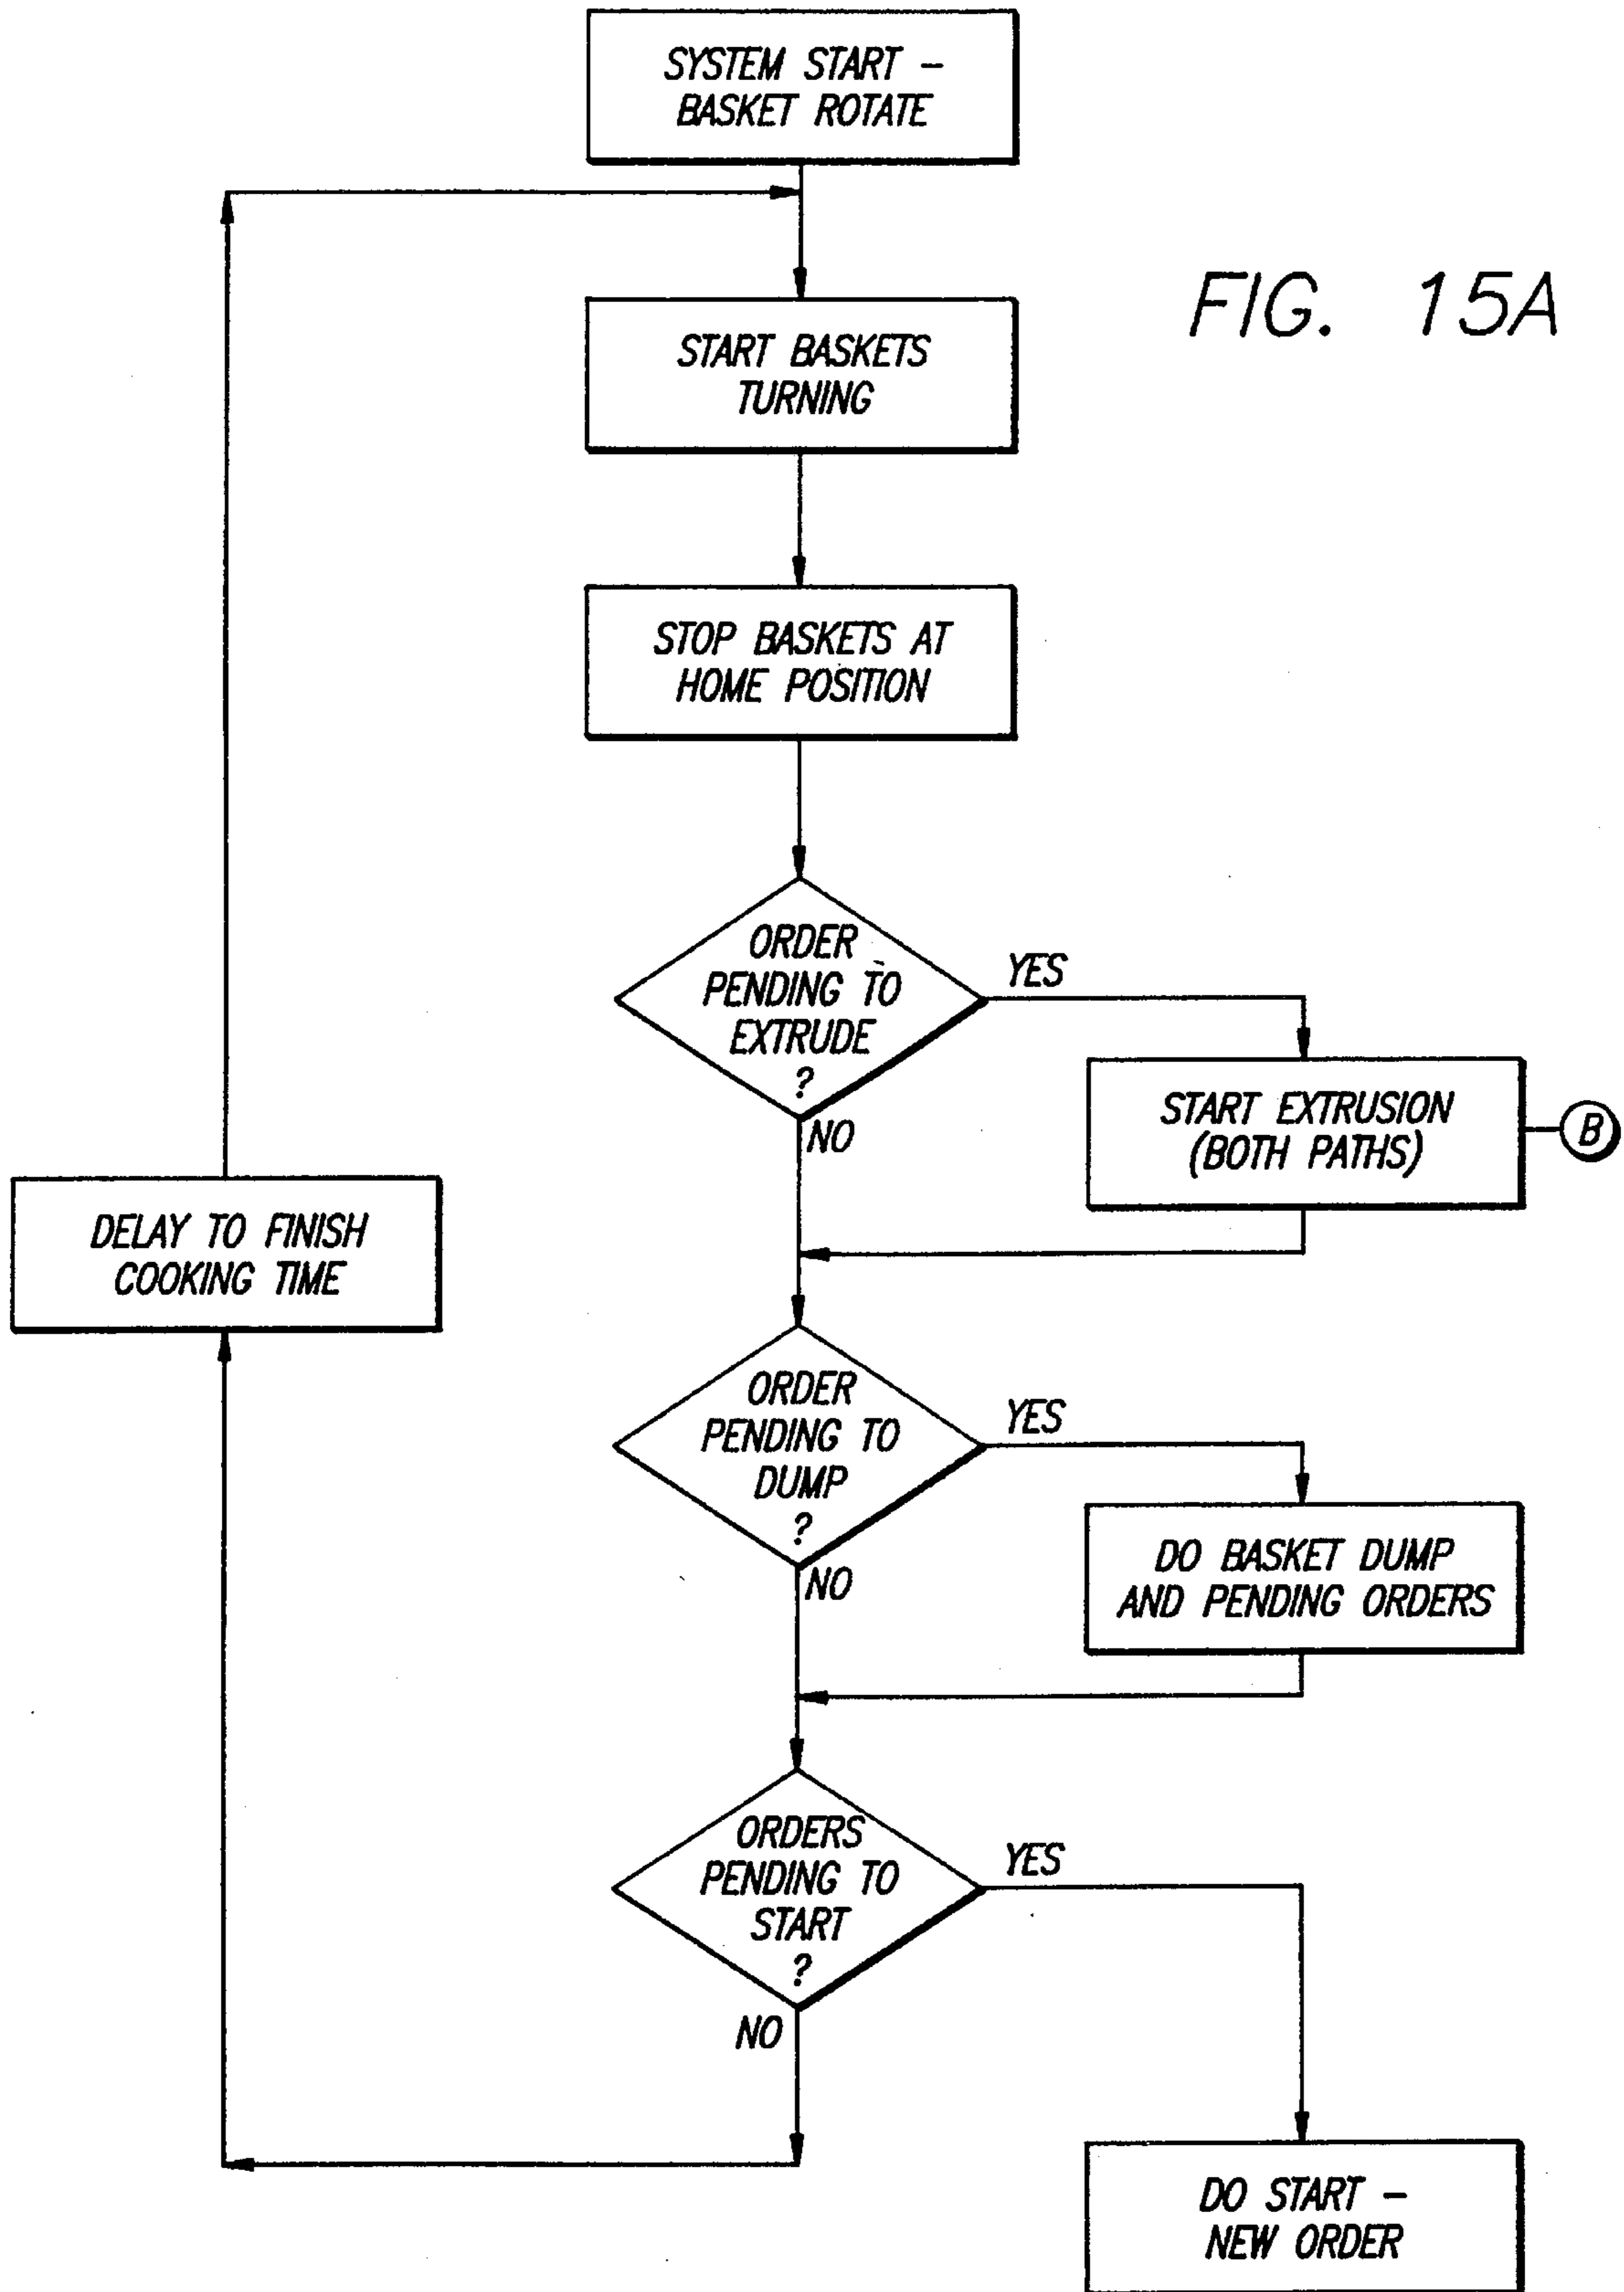 SYSTEM START –
BASKET ROTATE
FIG. 15A
START BASKETS
TURNING
STOP BASKETS AT
HOME POSITION
ORDER
PENDING TO
EXTRUDE
?
YES
NO
START EXTRUSION
(BOTH PATHS)
B
DELAY TO FINISH
COOKING TIME
ORDER
PENDING TO
DUMP
?
YES
NO
DO BASKET DUMP
AND PENDING ORDERS
ORDERS
PENDING TO
START
?
YES
NO
DO START –
NEW ORDER